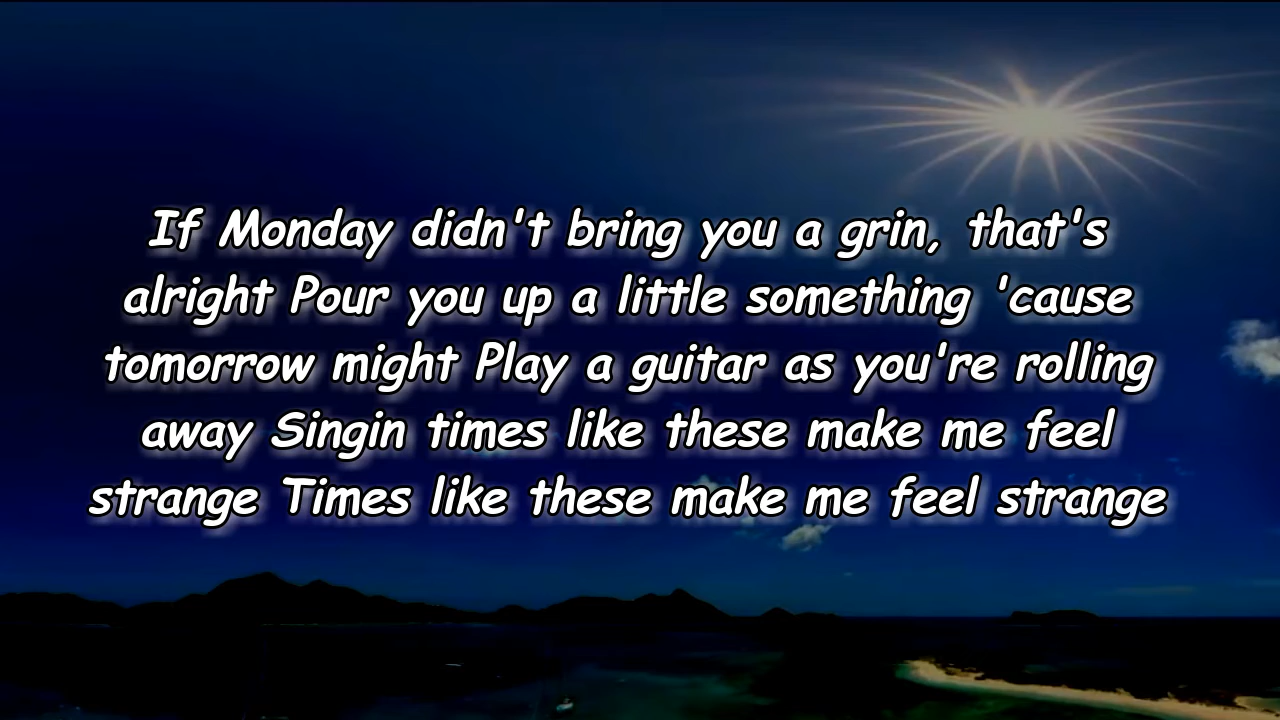 If Monday didn't bring you a grin, that's
alright Pour you up a little something 'cause
tomorrow might Play a guitar as you're rolling
away Singin times like these make me feel
strange Times like these make me feel strange